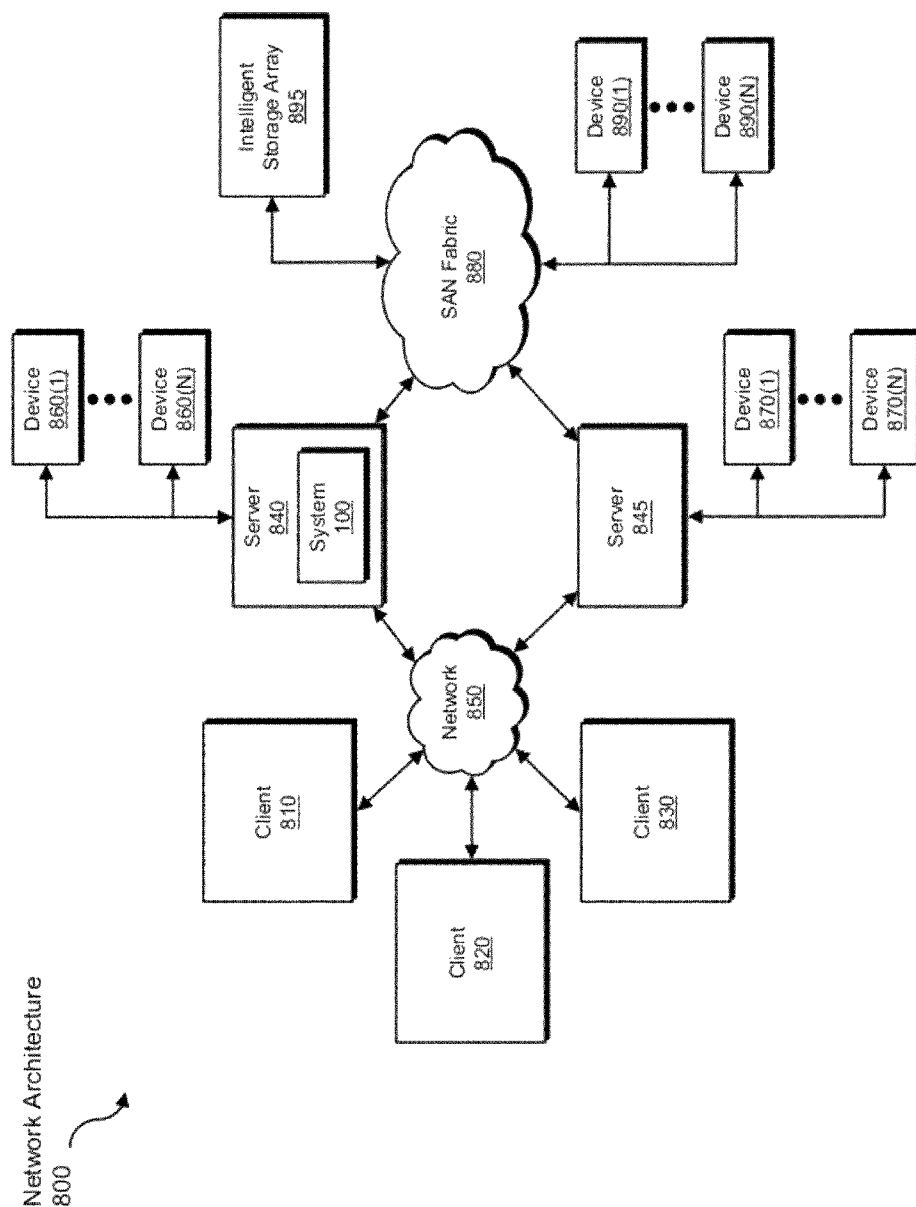 Network Architecture
800
Client
810
Client
820
Client
830
Network
850
Server
840
System
100
Server
845
Device
860(1)
Device
860(N)
Device
870(1)
Device
870(N)
SAN Fabric
880
Intelligent
Storage Array
895
Device
890(1)
Device
890(N)